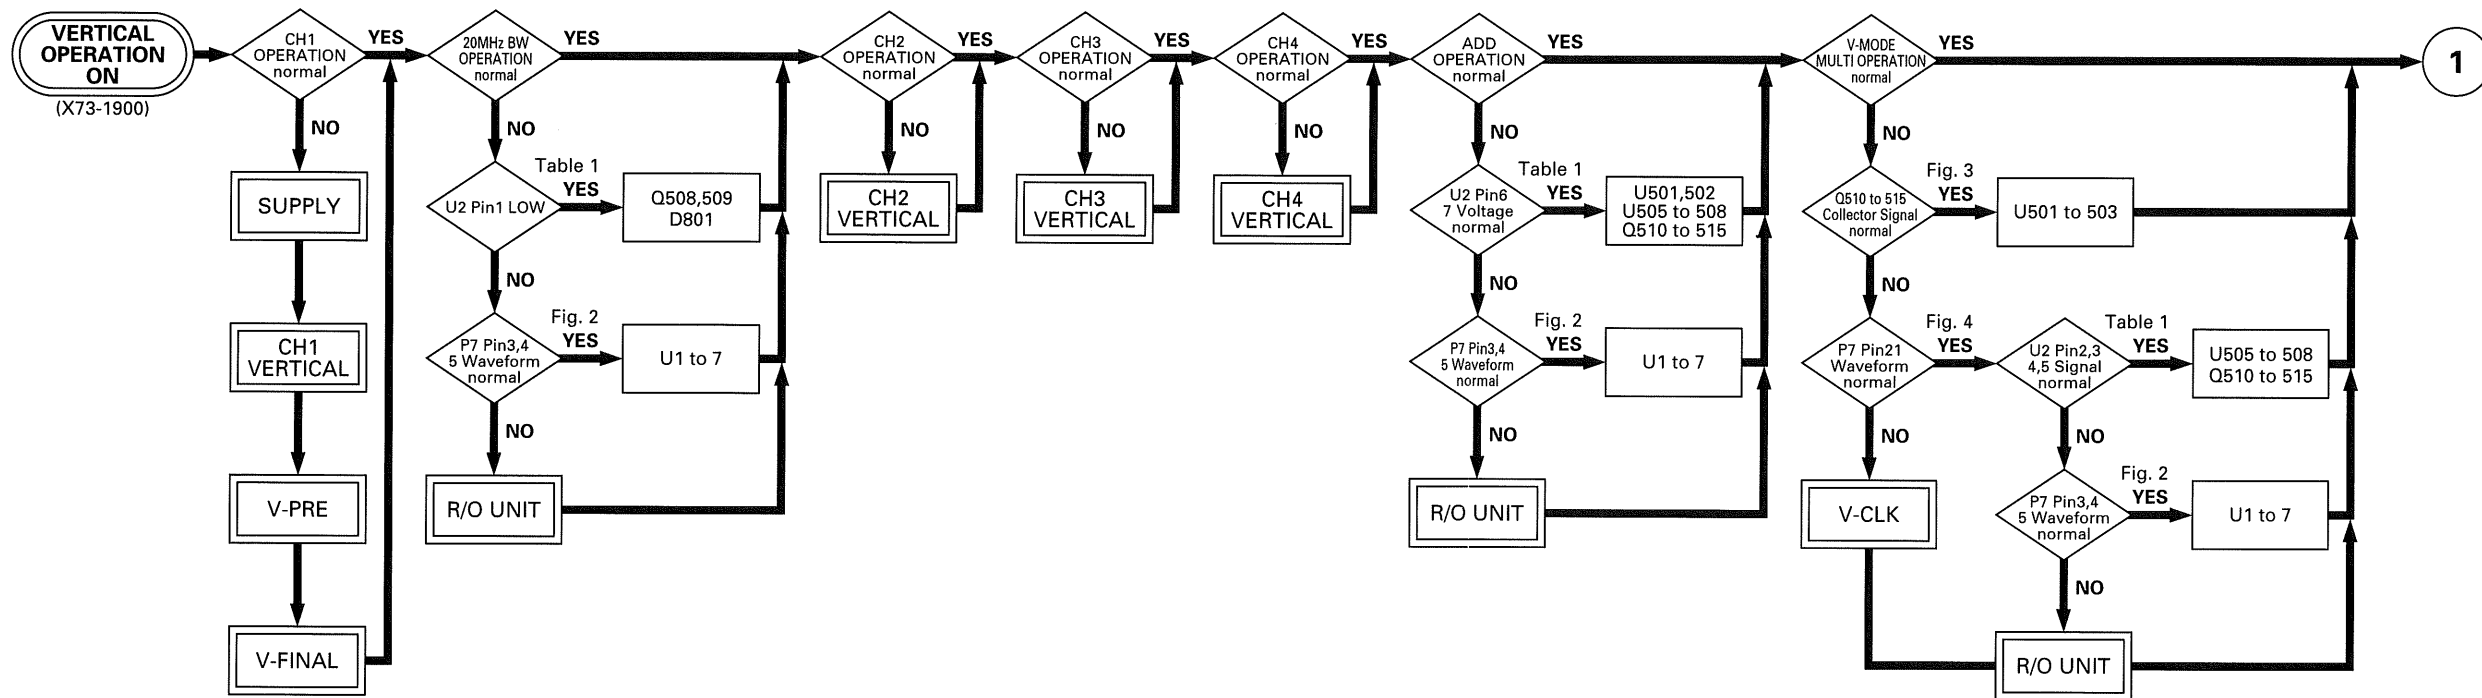 VERTICAL
OPERATION
ON
(X73-1900)
CH1
OPERATION
normal
YES
NO
SUPPLY
CH1
VERTICAL
V-PRE
V-FINAL
20MHz BW
OPERATION
normal
YES
NO
U2 Pin1 LOW
Table 1
YES
Q508,509
D801
NO
P7 Pin3,4
5 Waveform
normal
Fig. 2
YES
U1 to 7
NO
R/O UNIT
CH2
OPERATION
normal
YES
NO
CH2
VERTICAL
CH3
OPERATION
normal
YES
NO
CH3
VERTICAL
CH4
OPERATION
normal
YES
NO
CH4
VERTICAL
ADD
OPERATION
normal
YES
NO
U2 Pin6
7 Voltage
normal
Table 1
YES
U501,502
U505 to 508
Q510 to 515
NO
P7 Pin3,4
5 Waveform
normal
Fig. 2
YES
U1 to 7
NO
R/O UNIT
V-MODE
MULTI OPERATION
normal
YES
NO
Q510 to 515
Collector Signal
normal
Fig. 3
YES
U501 to 503
NO
P7 Pin21
Waveform
normal
Fig. 4
YES
NO
V-CLK
U2 Pin2,3
4,5 Signal
normal
Table 1
YES
U505 to 508
Q510 to 515
NO
P7 Pin3,4
5 Waveform
normal
Fig. 2
YES
U1 to 7
NO
R/O UNIT
1